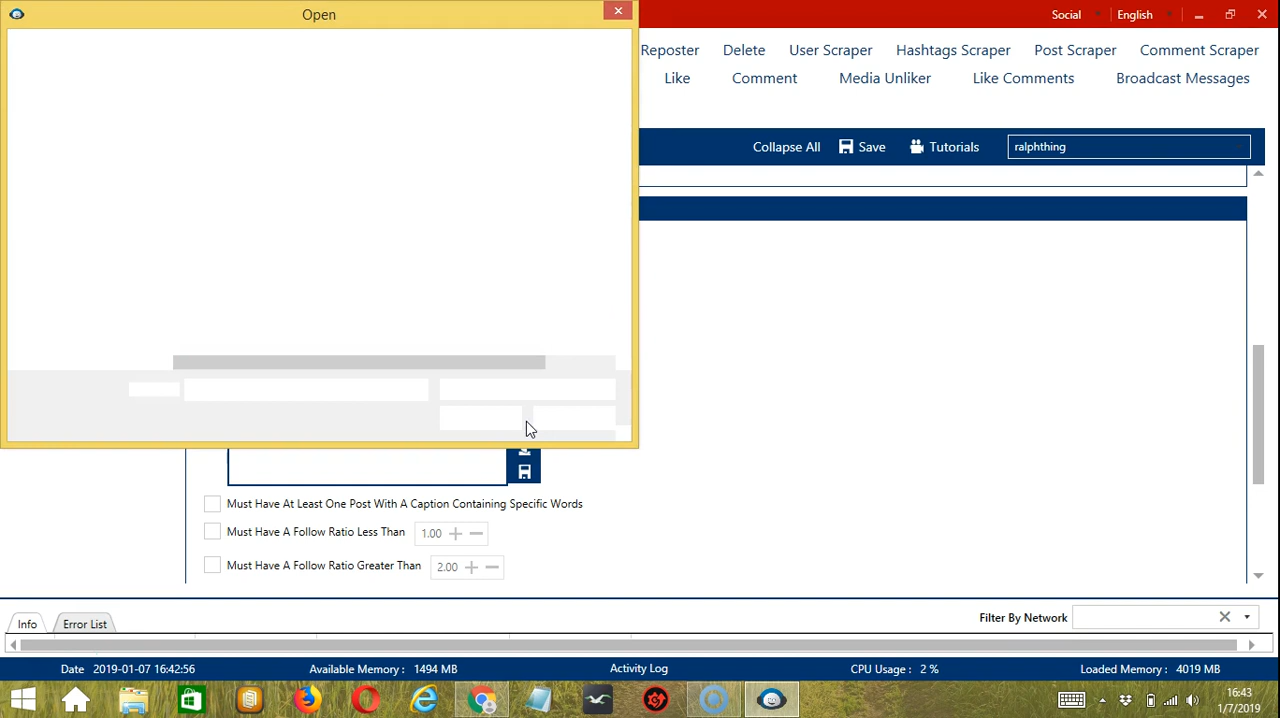 Open
Social
English
Reposter
Delete
User Scraper
Hashtags Scraper
Post Scraper
Comment Scraper
Like
Comment
Media Unliker
Like Comments
Broadcast Messages
Collapse All
Save
Tutorials
ralphthing
Must Have At Least One Post With A Caption Containing Specific Words
Must Have A Follow Ratio Less Than
1.00
Must Have A Follow Ratio Greater Than
2.00
Info
Error List
Filter By Network
Date 2019-01-07 16:42:56
Available Memory : 1494 MB
Activity Log
CPU Usage : 2 %
Loaded Memory : 4019 MB
16:43
1/7/2019